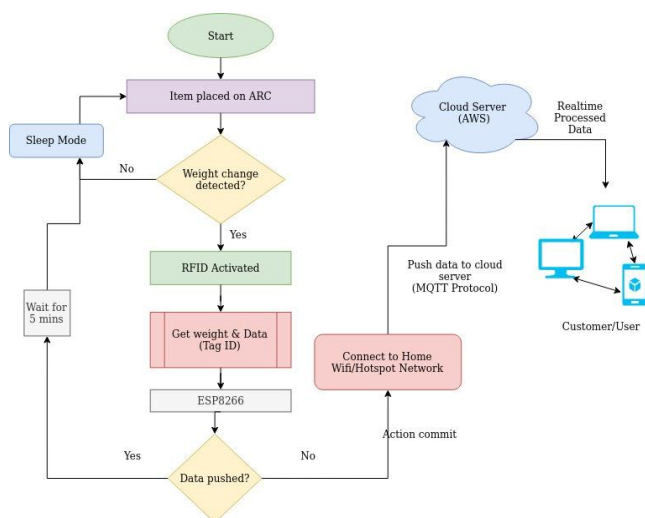 Start
Item placed on ARC
Sleep Mode
No
Weight change
detected?
Yes
RFID Activated
Wait for
5 mins
Get weight & Data
(Tag ID)
ESP8266
Yes
Data pushed?
No
Action commit
Connect to Home
Wifi/Hotspot Network
Push data to cloud
server
(MQTT Protocol)
Cloud Server
(AWS)
Realtime
Processed
Data
Customer/User